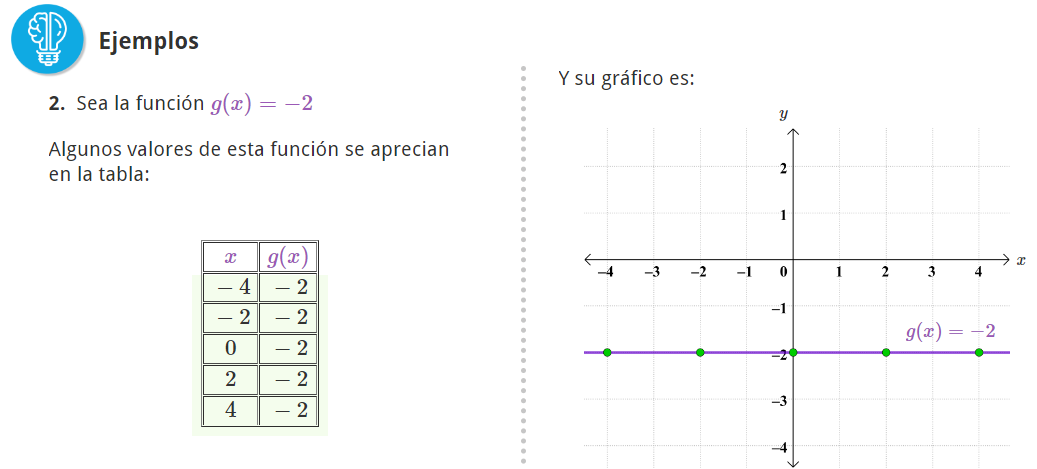 Ejemplos
2. Sea la función g(x) = −2
Algunos valores de esta función se aprecian
en la tabla:
x g(x)
− 4 − 2
− 2 − 2
0 − 2
2 − 2
4 − 2
Y su gráfico es:
y
2
1
−4 −3 −2 −1 0 1 2 3 4 x
−1
g(x) = −2
−2
−3
−4